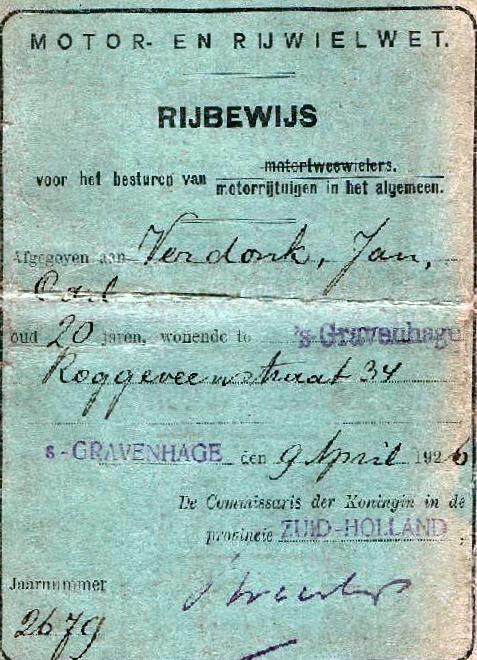 MOTOR- EN RIJWIELWET.
RIJBEWIJS
motortweewielers.
voor het besturen van motorrijtuigen in het algemeen.
Afgegeven aan Verdonk, Jan,
Carl
oud 20 jaren, wonende te 's-Gravenhage
Roggeveenstraat 34
s-GRAVENHAGE den 9 April 1926
De Commissaris der Koningin in de
provincie ZUID-HOLLAND,
Jaarnummer
2679